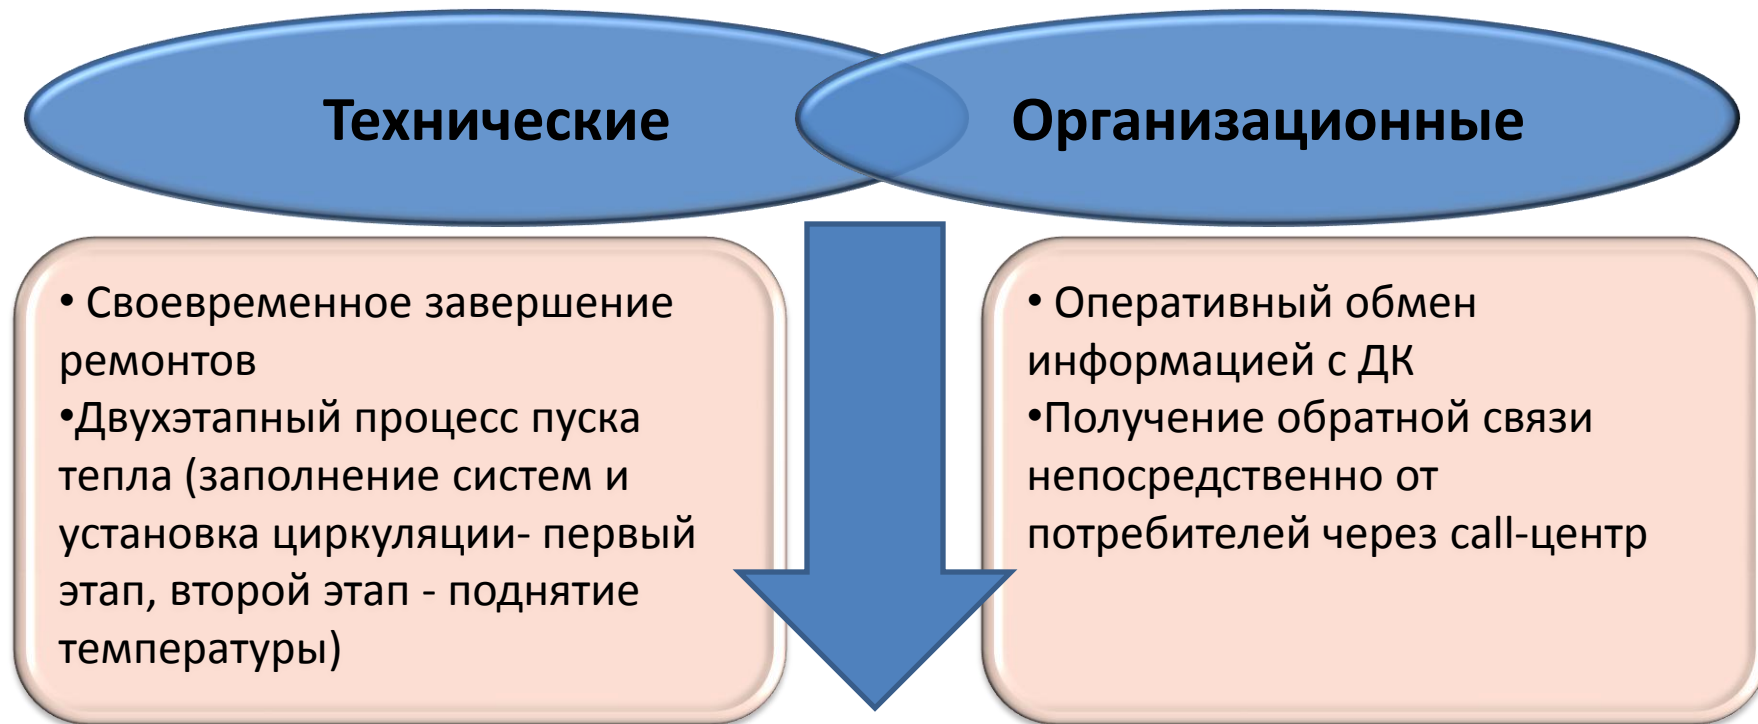 Технические
Организационные
• Своевременное завершение
ремонтов
•Двухэтапный процесс пуска
тепла (заполнение систем и
установка циркуляции- первый
этап, второй этап - поднятие
температуры)
• Оперативный обмен
информацией с ДК
•Получение обратной связи
непосредственно от
потребителей через call-центр